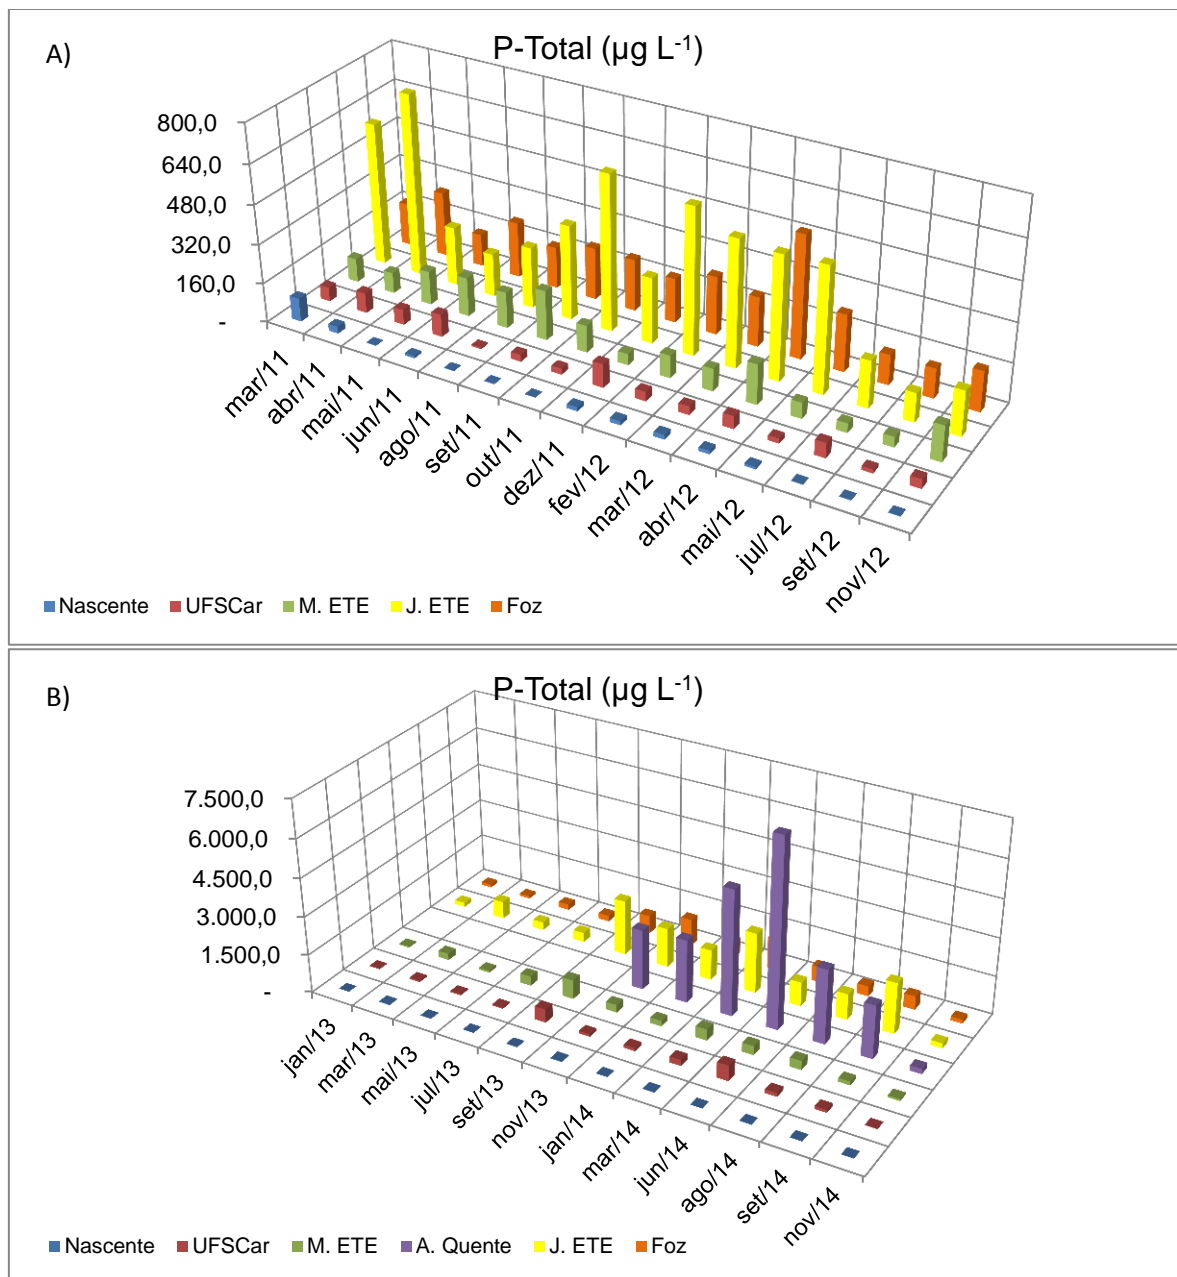 A)
P-Total (µg L-1)
800,0
640,0
480,0
320,0
160,0
-
mar/11
abr/11
mai/11
jun/11
ago/11
set/11
out/11
dez/11
fev/12
mar/12
abr/12
mai/12
jul/12
set/12
nov/12
Nascente UFSCar M. ETE J. ETE Foz
B)
P-Total (µg L-1)
7.500,0
6.000,0
4.500,0
3.000,0
1.500,0
-
jan/13
mar/13
mai/13
jul/13
set/13
nov/13
jan/14
mar/14
jun/14
ago/14
set/14
nov/14
Nascente UFSCar M. ETE A. Quente J. ETE Foz